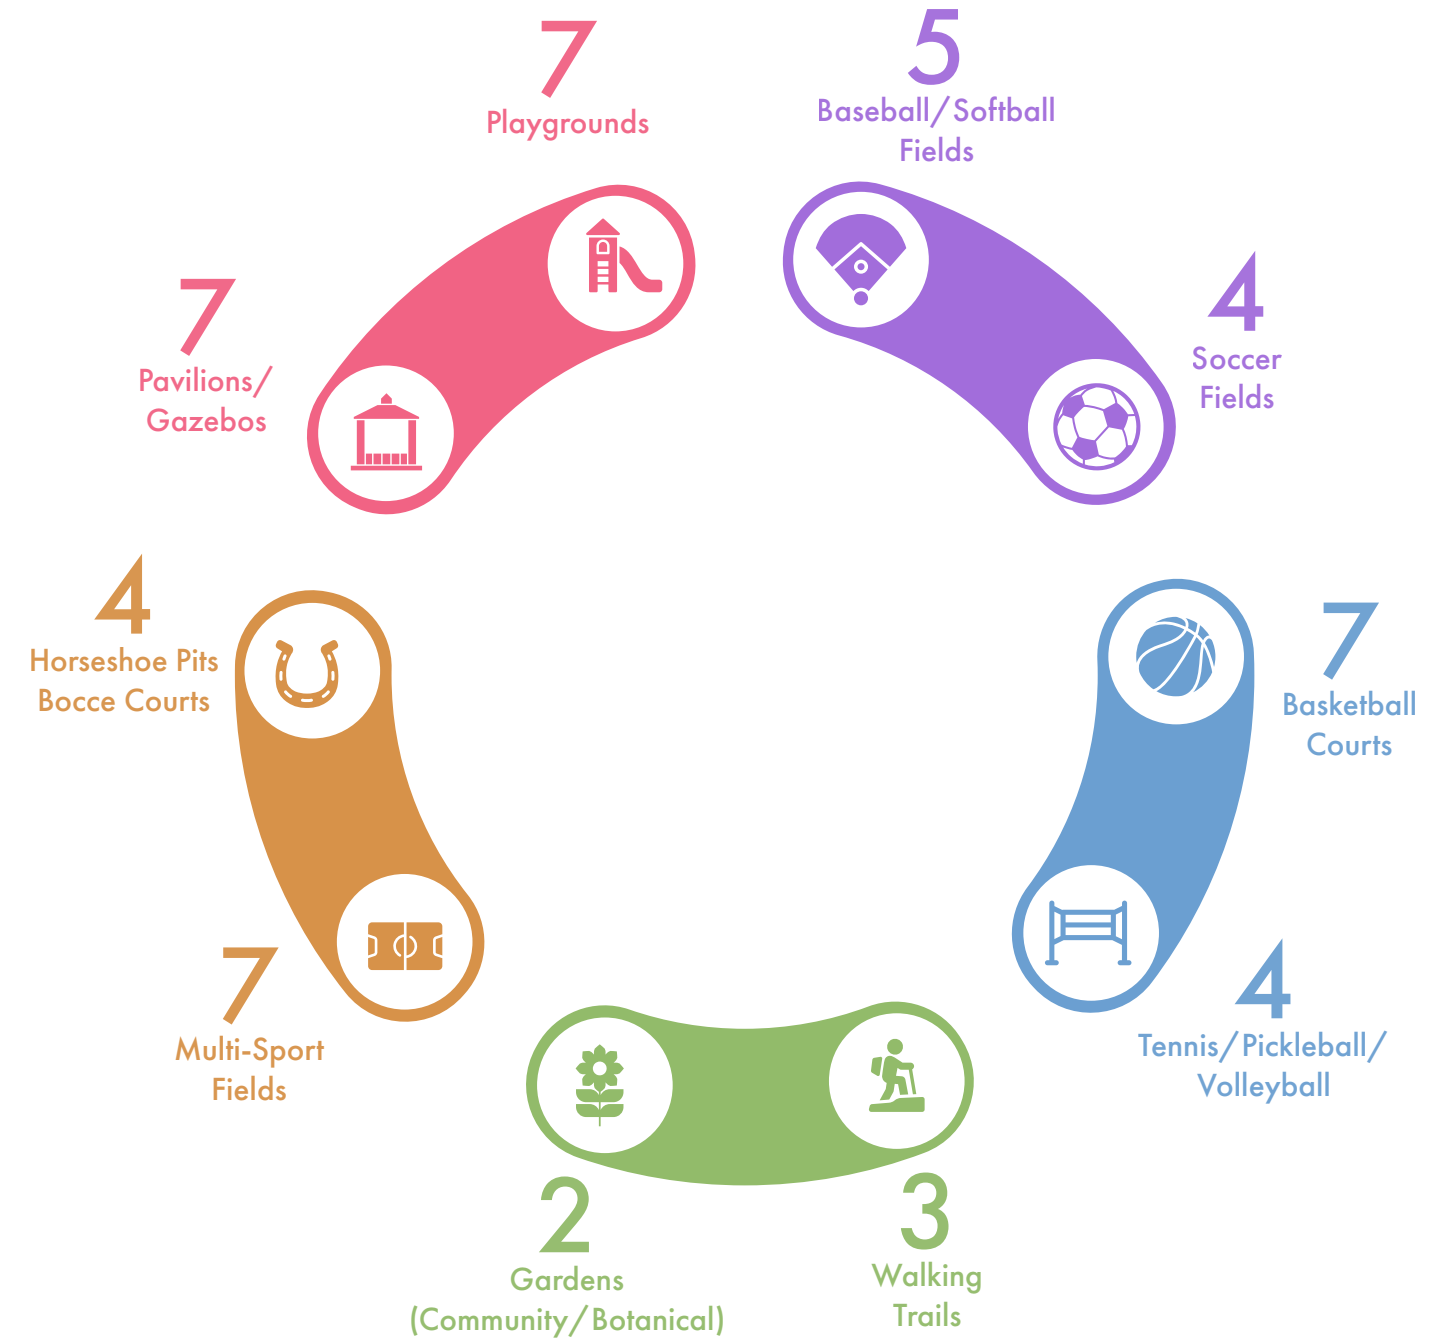 7
Playgrounds
5
Baseball/Softball
Fields
7
Pavilions/
Gazebos
4
Soccer
Fields
4
Horseshoe Pits
Bocce Courts
7
Basketball
Courts
7
Multi-Sport
Fields
4
Tennis/Pickleball/
Volleyball
2
Gardens
(Community/Botanical)
3
Walking
Trails